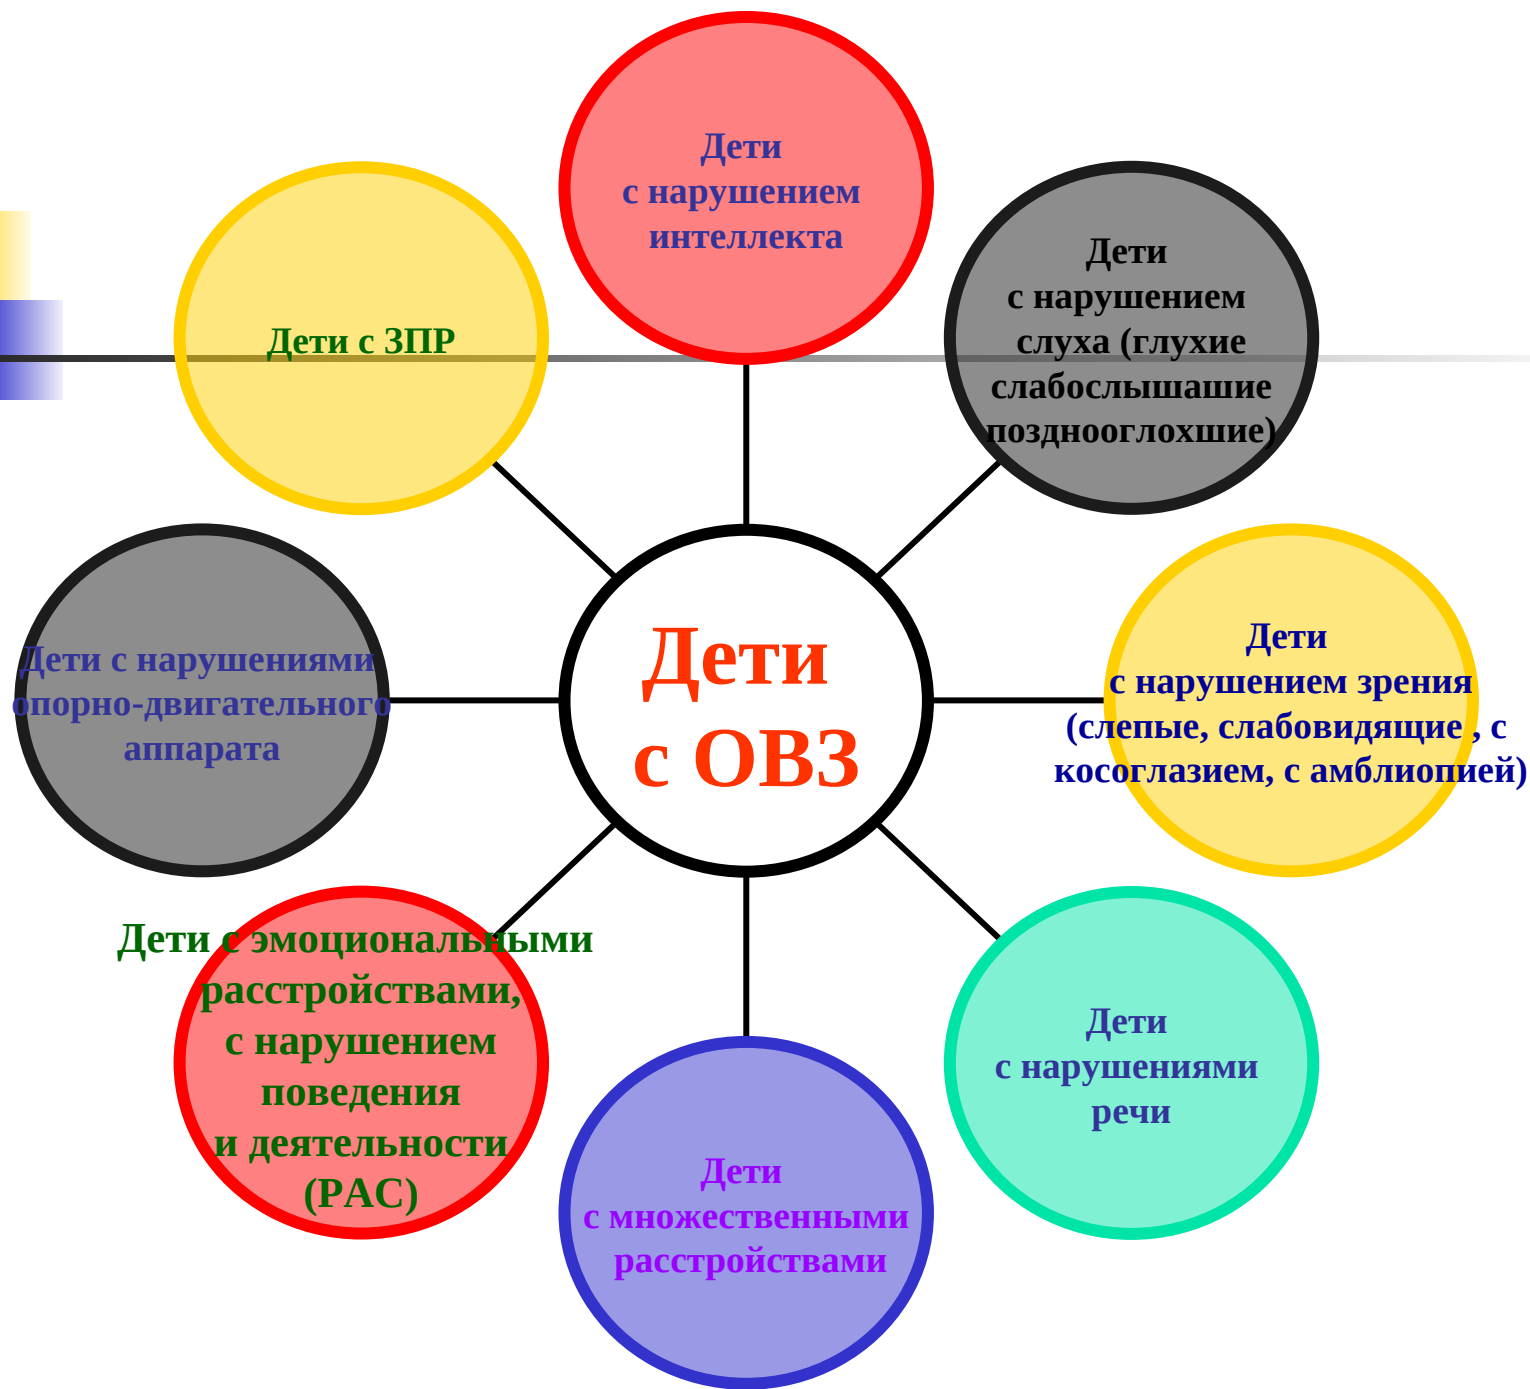 Дети
с нарушением
интеллекта
Дети с ЗПР
Дети
с нарушением
слуха (глухие
слабослышашие
позднооглохшие)
Дети с нарушениями
опорно-двигательного
аппарата
Дети
с ОВЗ
Дети
с нарушением зрения
(слепые, слабовидящие , с
косоглазием, с амблиопией)
Дети с эмоциональными
расстройствами,
с нарушением
поведения
и деятельности
(РАС)
Дети
с множественными
расстройствами
Дети
с нарушениями
речи